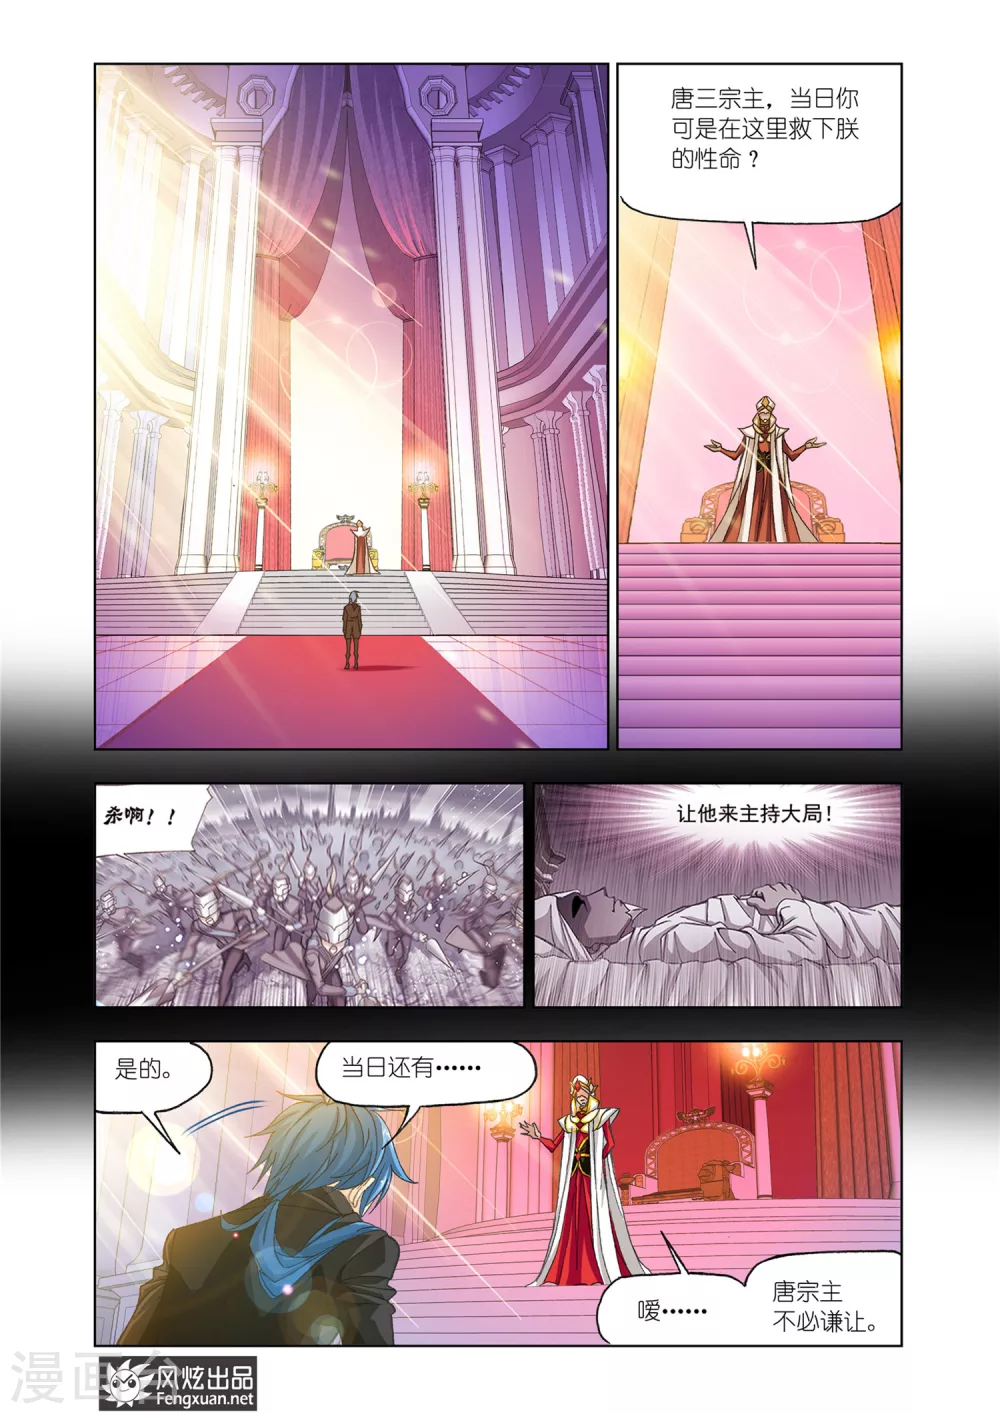 唐三宗主，当日你
可是在这里救下朕
的性命？
杀啊！！
让他来主持大局！
是的。
当日还有……
嗳……
唐宗主
不必谦让。
漫画台
风炫出品
Fengxuan.net